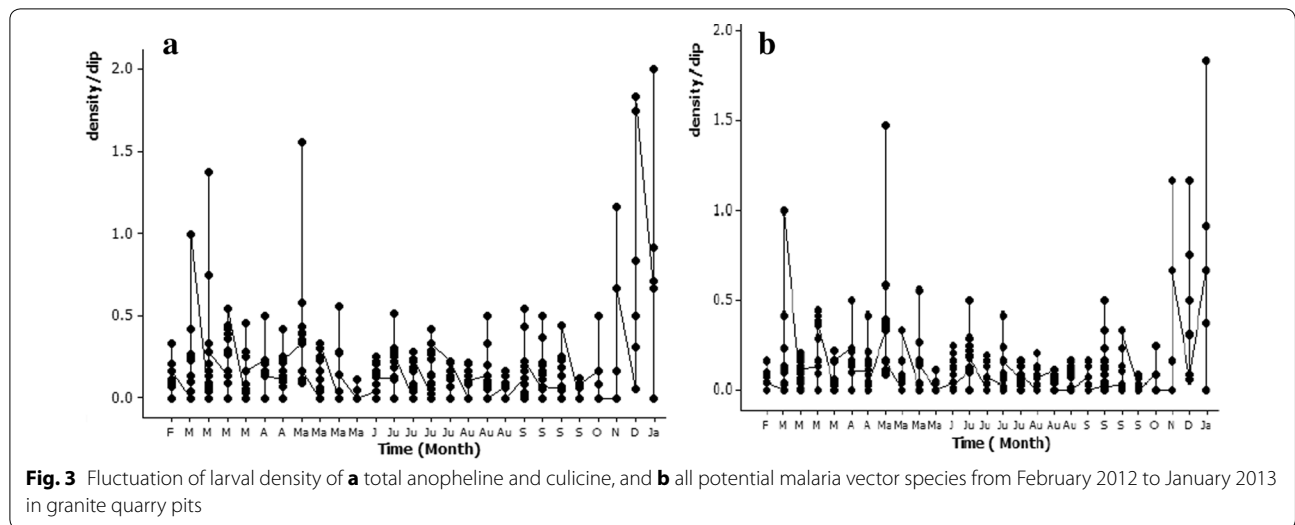 a
density/dip
2.0
1.5
1.0
0.5
0.0
F M M M M A A Ma Ma Ma Ma J Ju Ju Ju Ju Au Au Au S S S S O N D Ja
Time (Month)
b
density/dip
2.0
1.5
1.0
0.5
0.0
F M M M M A A Ma Ma Ma Ma J Ju Ju Ju Ju Au Au Au S S S S O N D Ja
Time ( Month)
Fig. 3 Fluctuation of larval density of a total anopheline and culicine, and b all potential malaria vector species from February 2012 to January 2013
in granite quarry pits